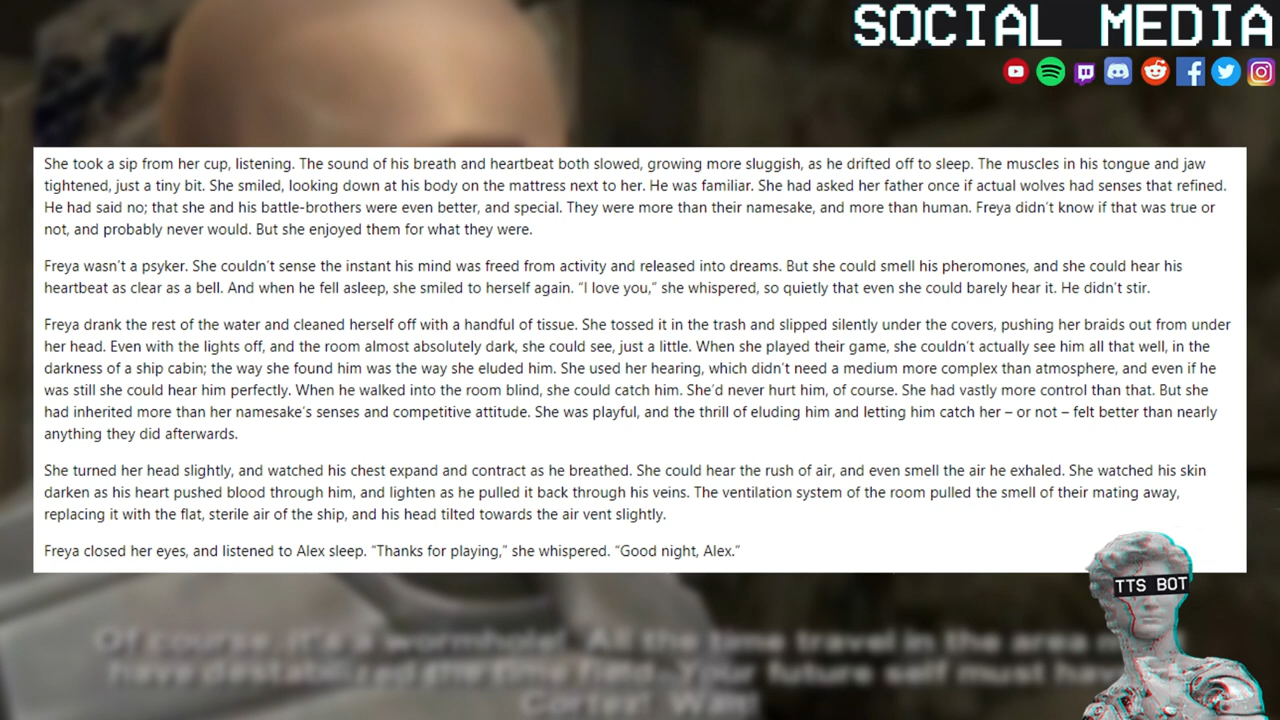 SOCIAL MEDIA
She took a sip from her cup, listening. The sound of his breath and heartbeat both slowed, growing more sluggish, as he drifted off to sleep. The muscles in his tongue and jaw
tightened, just a tiny bit. She smiled, looking down at his body on the mattress next to her. He was familiar. She had asked her father once if actual wolves had senses that refined.
He had said no; that she and his battle-brothers were even better, and special. They were more than their namesake, and more than human. Freya didn’t know if that was true or
not, and probably never would. But she enjoyed them for what they were.
Freya wasn’t a psyker. She couldn’t sense the instant his mind was freed from activity and released into dreams. But she could smell his pheromones, and she could hear his
heartbeat as clear as a bell. And when he fell asleep, she smiled to herself again. “I love you,” she whispered, so quietly that even she could barely hear it. He didn’t stir.
Freya drank the rest of the water and cleaned herself off with a handful of tissue. She tossed it in the trash and slipped silently under the covers, pushing her braids out from under
her head. Even with the lights off, and the room almost absolutely dark, she could see, just a little. When she played their game, she couldn’t actually see him all that well, in the
darkness of a ship cabin; the way she found him was the way she eluded him. She used her hearing, which didn’t need a medium more complex than atmosphere, and even if he
was still she could hear him perfectly. When he walked into the room blind, she could catch him. She’d never hurt him, of course. She had vastly more control than that. But she
had inherited more than her namesake’s senses and competitive attitude. She was playful, and the thrill of eluding him and letting him catch her – or not – felt better than nearly
anything they did afterwards.
She turned her head slightly, and watched his chest expand and contract as he breathed. She could hear the rush of air, and even smell the air he exhaled. She watched his skin
darken as his heart pushed blood through him, and lighten as he pulled it back through his veins. The ventilation system of the room pulled the smell of their mating away,
replacing it with the flat, sterile air of the ship, and his head tilted towards the air vent slightly.
Freya closed her eyes, and listened to Alex sleep. “Thanks for playing,” she whispered. “Good night, Alex.”
TTS BOT
Of course, it's a wormhole! All the time travel in the area
have destabilized the time field. Your future self must
Cortez! Wait!